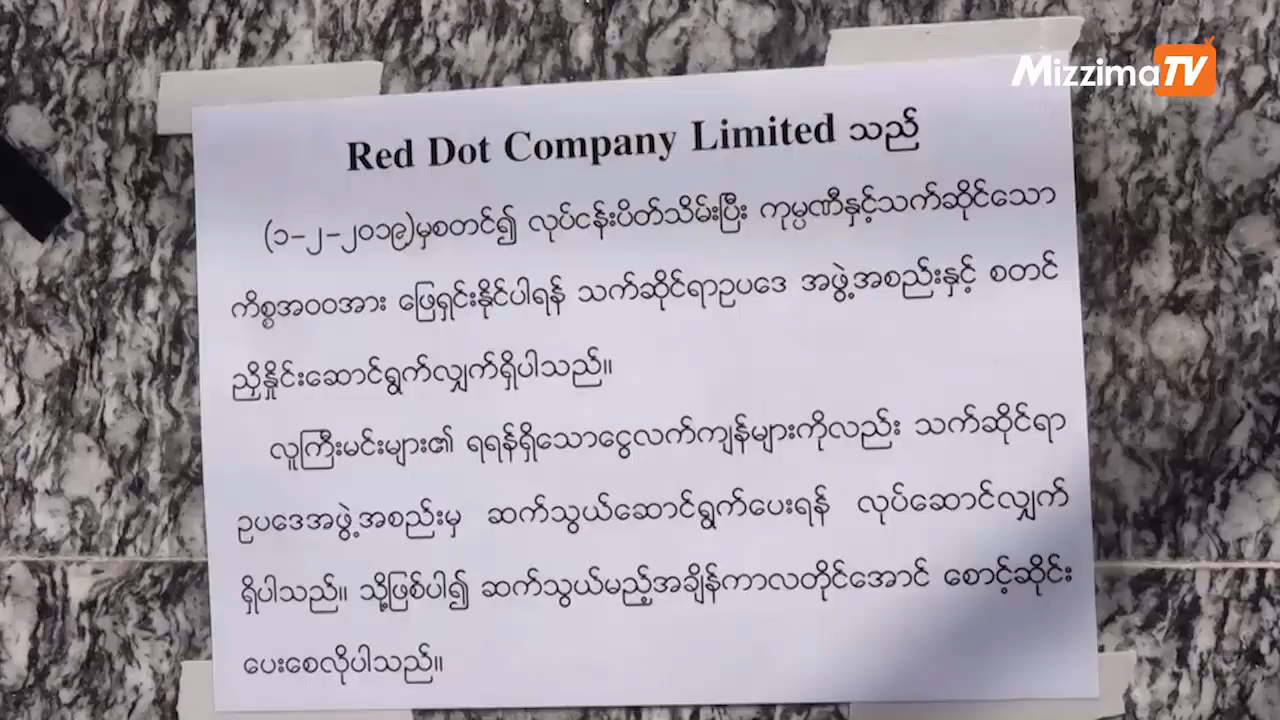 MizzimaTV
Red Dot Company Limited သည်
(၁-၂-၂၀၁၉)မှစတင်၍ လုပ်ငန်းပိတ်သိမ်းပြီး ကုမ္ပဏီနှင့်သက်ဆိုင်သော
ကိစ္စအဝဝအား ဖြေရှင်းနိုင်ပါရန် သက်ဆိုင်ရာဥပဒေ အဖွဲ့အစည်းနှင့် စတင်
ညှိနှိုင်းဆောင်ရွက်လျှက်ရှိပါသည်။
လူကြီးမင်းများ၏ ရရန်ရှိသောငွေလက်ကျန်များကိုလည်း သက်ဆိုင်ရာ
ဥပဒေအဖွဲ့အစည်းမှ ဆက်သွယ်ဆောင်ရွက်ပေးရန် လုပ်ဆောင်လျှက်
ရှိပါသည်။ သို့ဖြစ်ပါ၍ ဆက်သွယ်မည့်အချိန်ကာလတိုင်အောင် စောင့်ဆိုင်း
ပေးစေလိုပါသည်။